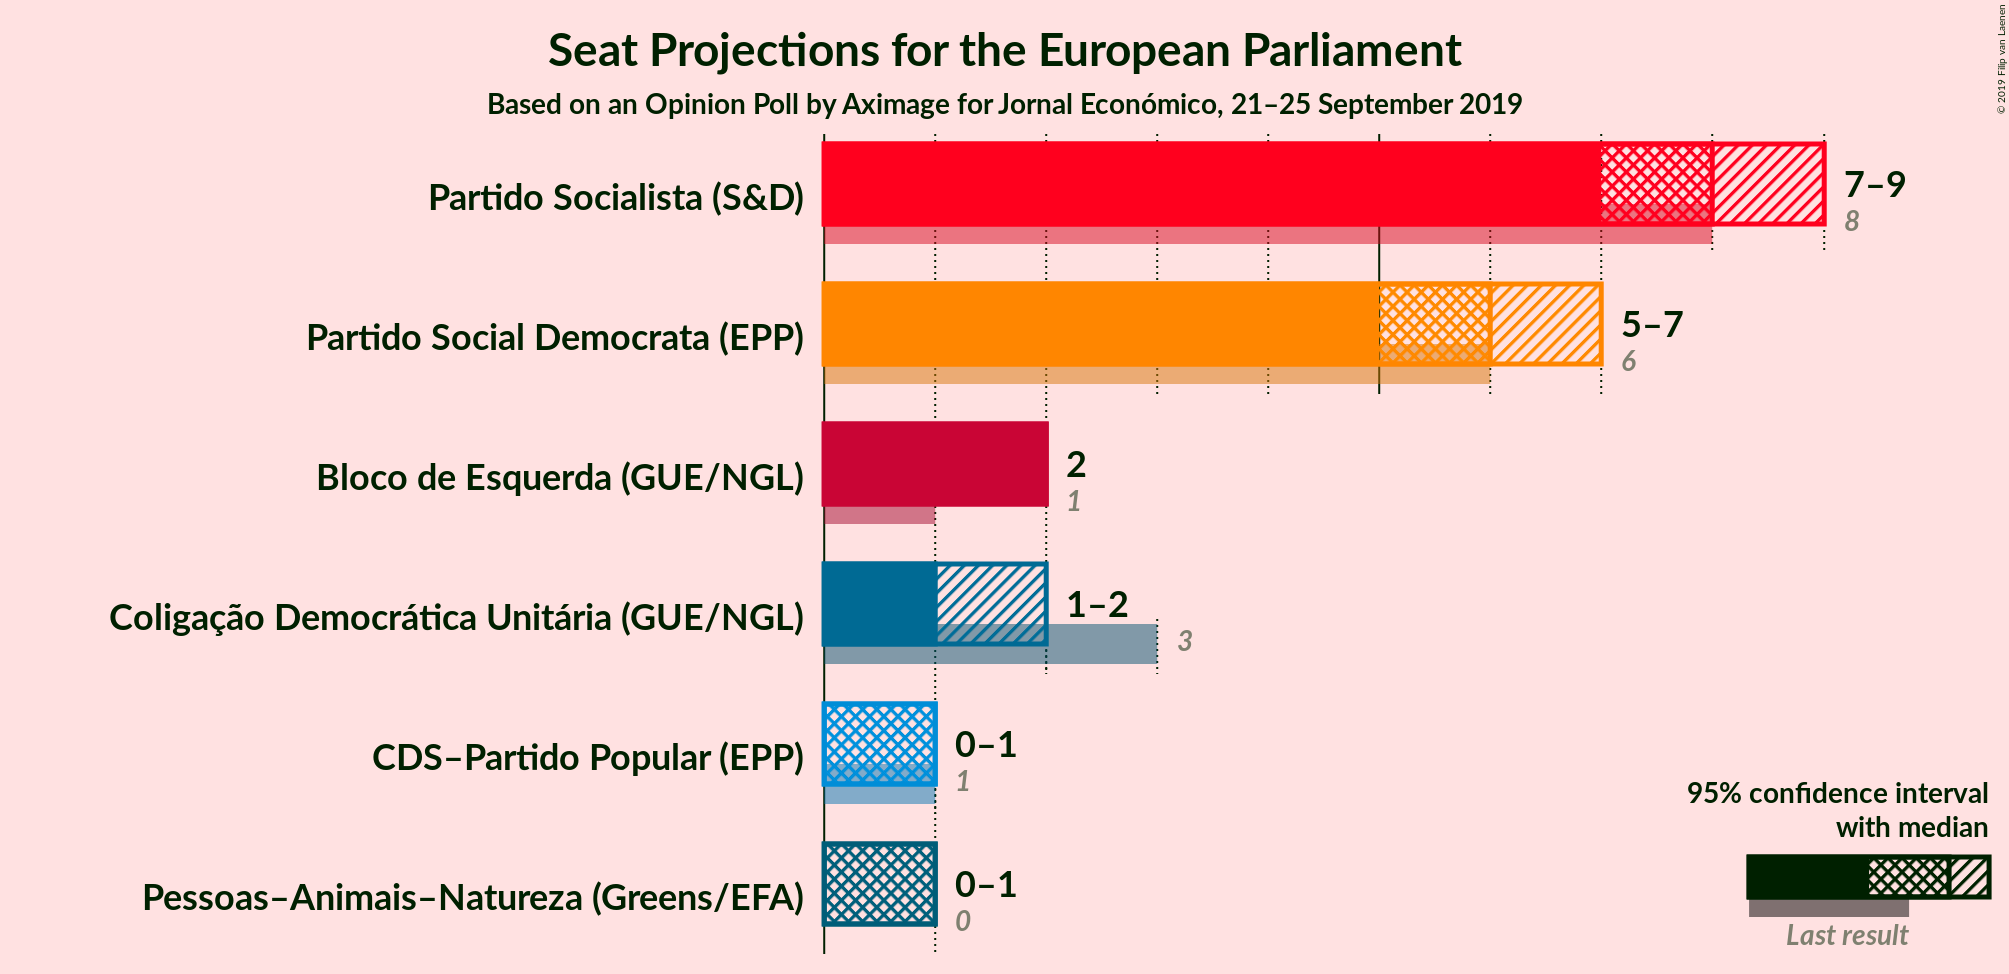 Seat Projections for the European Parliament
Based on an Opinion Poll by Aximage for Jornal Económico, 21–25 September 2019
© 2019 Filip van Laenen
Partido Socialista (S&D)
7–9
8
Partido Social Democrata (EPP)
5–7
6
Bloco de Esquerda (GUE/NGL)
2
1
Coligação Democrática Unitária (GUE/NGL)
1–2
3
CDS–Partido Popular (EPP)
0–1
1
Pessoas–Animais–Natureza (Greens/EFA)
0–1
0
95% confidence interval
with median
Last result